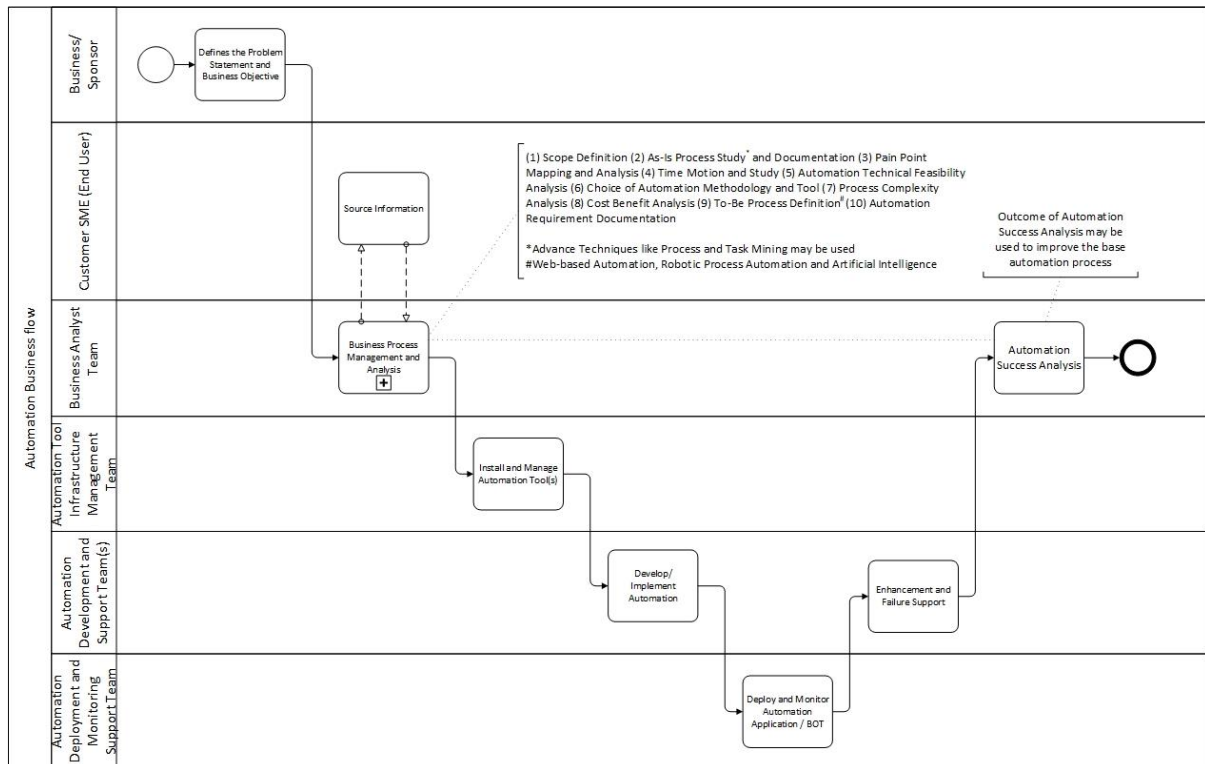 Automation Business flow
Business/
Sponsor
Defines the Problem
Statement and
Business Objective
Customer SME (End User)
Source Information
(1) Scope Definition (2) As-Is Process Study* and Documentation (3) Pain Point
Mapping and Analysis (4) Time Motion and Study (5) Automation Technical Feasibility
Analysis (6) Choice of Automation Methodology and Tool (7) Process Complexity
Analysis (8) Cost Benefit Analysis (9) To-Be Process Definition# (10) Automation
Requirement Documentation
*Advance Techniques like Process and Task Mining may be used
#Web-based Automation, Robotic Process Automation and Artificial Intelligence
Outcome of Automation
Success Analysis may be
used to improve the base
automation process
Business Analyst
Team
Business Process
Management and
Analysis
Automation
Success Analysis
Automation Tool
Infrastructure
Management
Team
Install and Manage
Automation Tool(s)
Automation
Development and
Support Team(s)
Develop/
Implement
Automation
Enhancement and
Failure Support
Automation
Deployment and
Monitoring
Support Team
Deploy and Monitor
Automation
Application / BOT